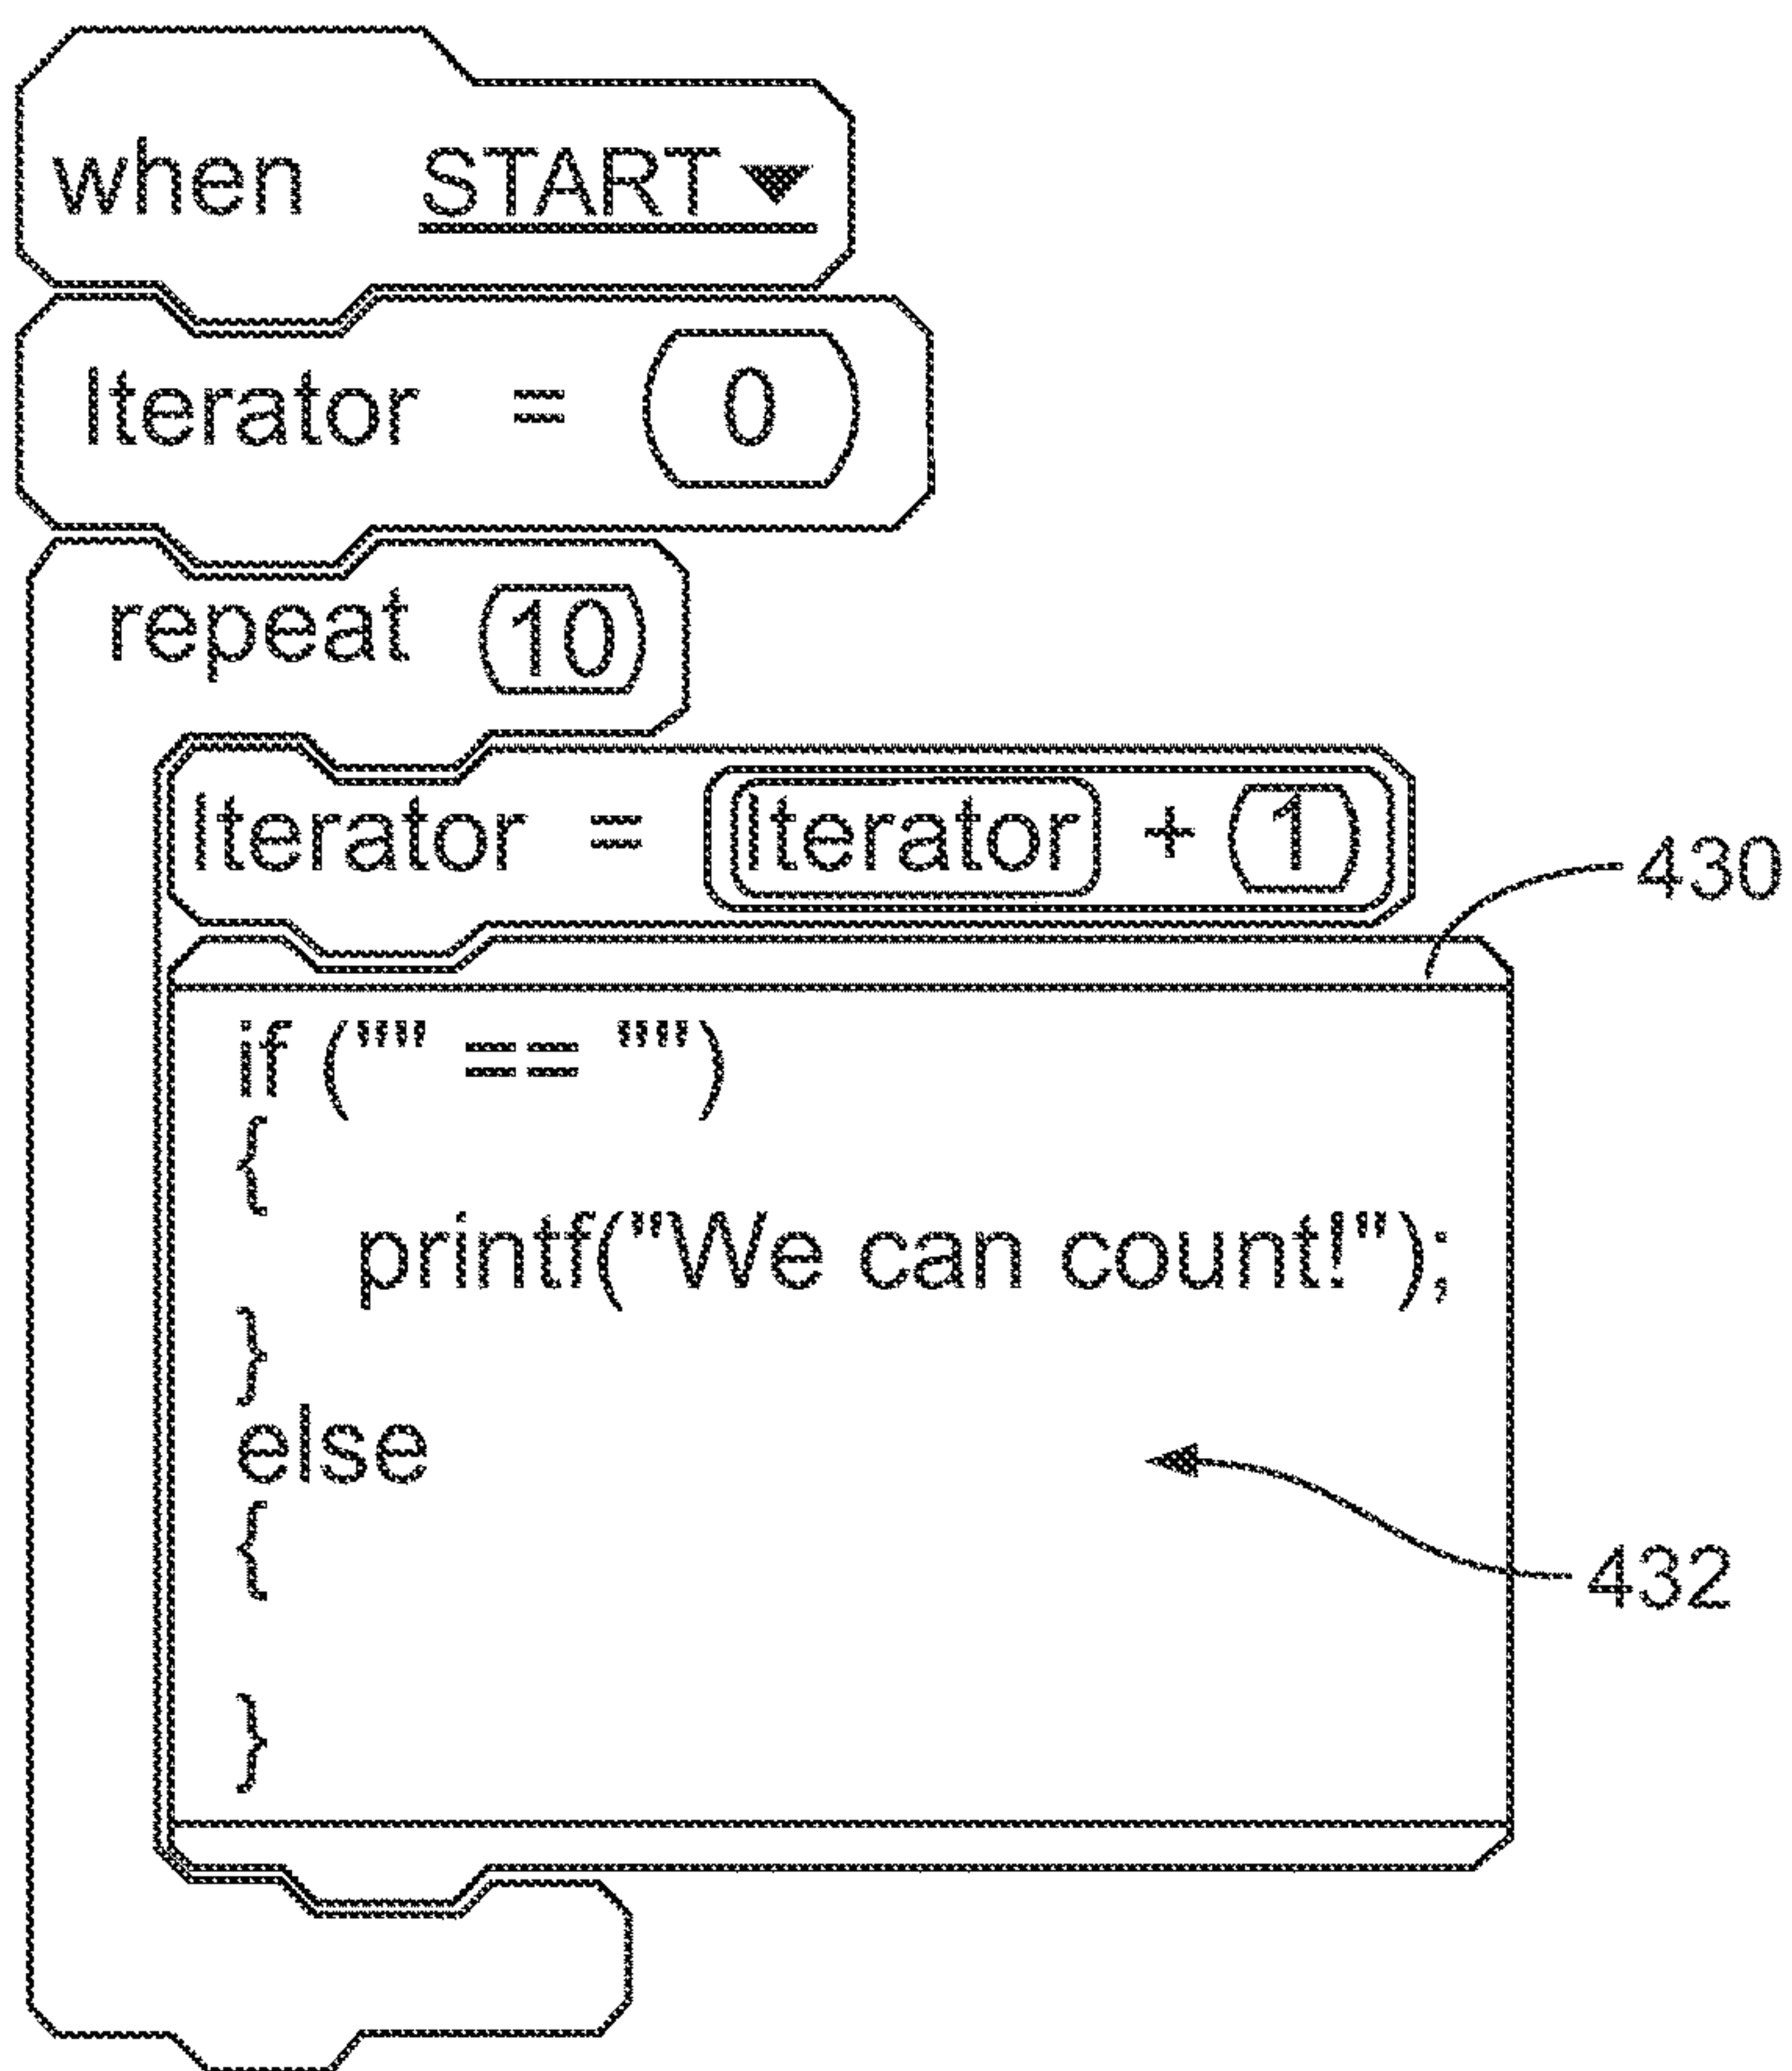 when START
Iterator = 0
repeat 10
Iterator = Iterator + 1
430
if ("" == "")
{
printf("We can count!");
}
else
{
432
}